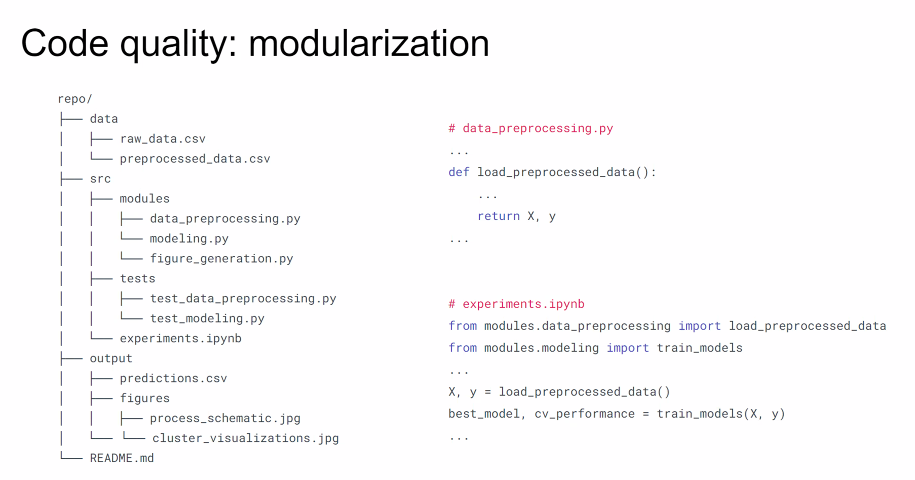 Code quality: modularization
repo/
├── data
│   ├── raw_data.csv
│   └── preprocessed_data.csv
├── src
│   ├── modules
│   │   ├── data_preprocessing.py
│   │   └── modeling.py
│   │   └── figure_generation.py
│   ├── tests
│   │   ├── test_data_preprocessing.py
│   │   └── test_modeling.py
│   └── experiments.ipynb
├── output
│   ├── predictions.csv
│   ├── figures
│   │   ├── process_schematic.jpg
│   └── └── cluster_visualizations.jpg
└── README.md
# data_preprocessing.py
...
def load_preprocessed_data():
    ...
    return X, y
...
# experiments.ipynb
from modules.data_preprocessing import load_preprocessed_data
from modules.modeling import train_models
...
X, y = load_preprocessed_data()
best_model, cv_performance = train_models(X, y)
...